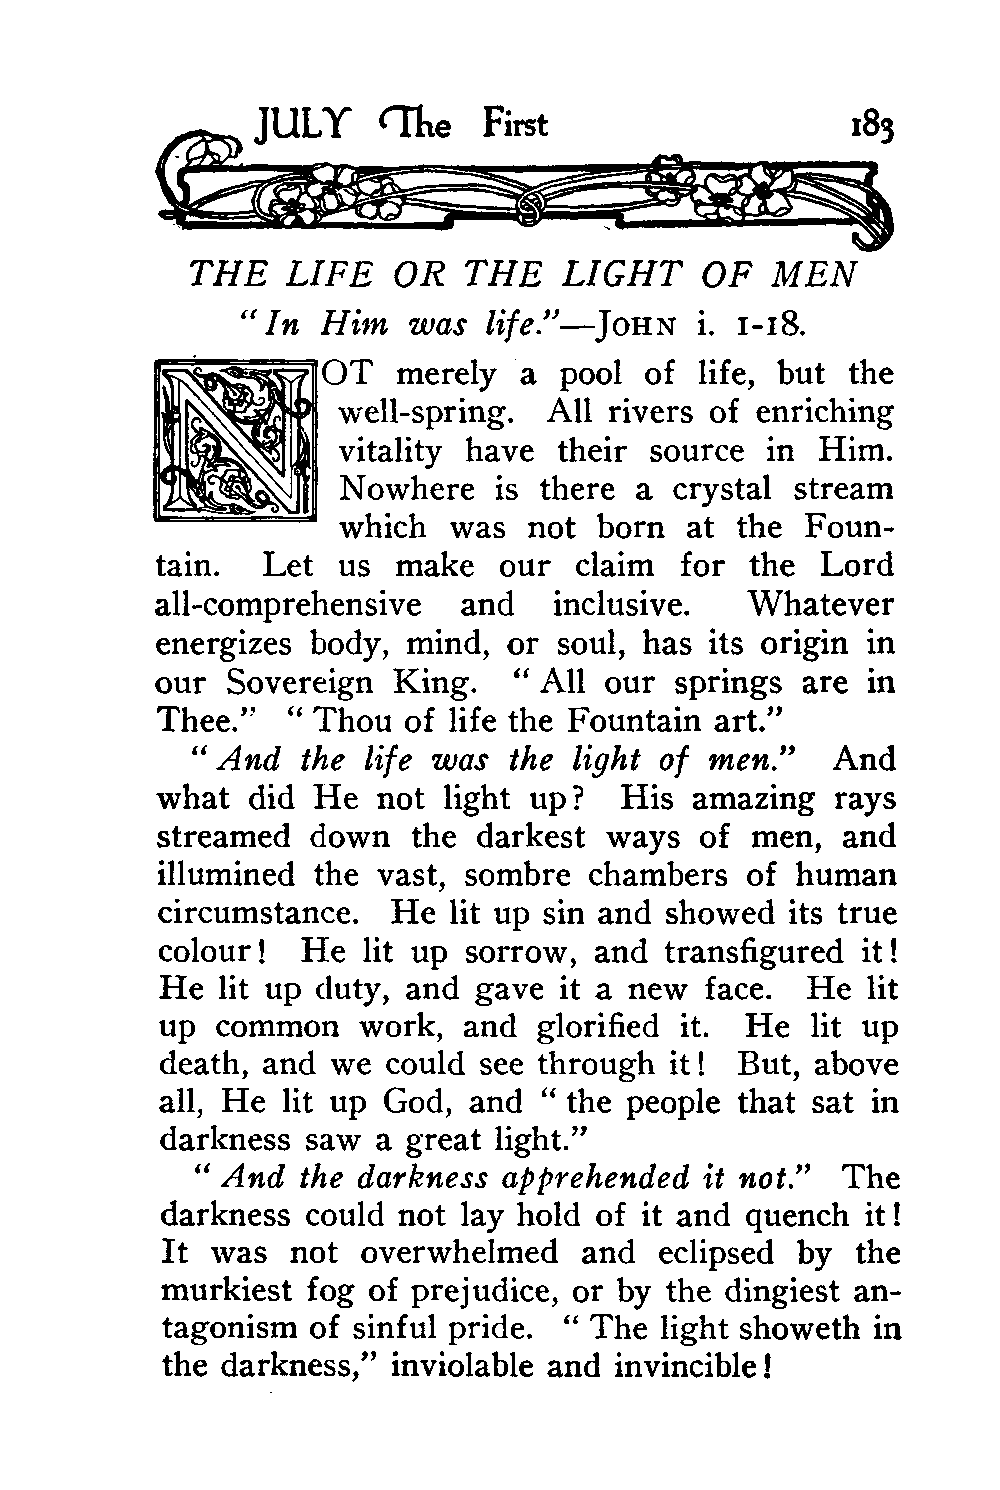 JULY The First 183
THE LIFE OR THE LIGHT OF MEN
"In Him was life."—JOHN i. 1-18.
NOT merely a pool of life, but the
well-spring. All rivers of enriching
vitality have their source in Him.
Nowhere is there a crystal stream
which was not born at the Foun-
tain. Let us make our claim for the Lord
all-comprehensive and inclusive. Whatever
energizes body, mind, or soul, has its origin in
our Sovereign King. "All our springs are in
Thee." "Thou of life the Fountain art."
"And the life was the light of men." And
what did He not light up? His amazing rays
streamed down the darkest ways of men, and
illumined the vast, sombre chambers of human
circumstance. He lit up sin and showed its true
colour! He lit up sorrow, and transfigured it!
He lit up duty, and gave it a new face. He lit
up common work, and glorified it. He lit up
death, and we could see through it! But, above
all, He lit up God, and "the people that sat in
darkness saw a great light."
"And the darkness apprehended it not." The
darkness could not lay hold of it and quench it!
It was not overwhelmed and eclipsed by the
murkiest fog of prejudice, or by the dingiest an-
tagonism of sinful pride. "The light showeth in
the darkness," inviolable and invincible!